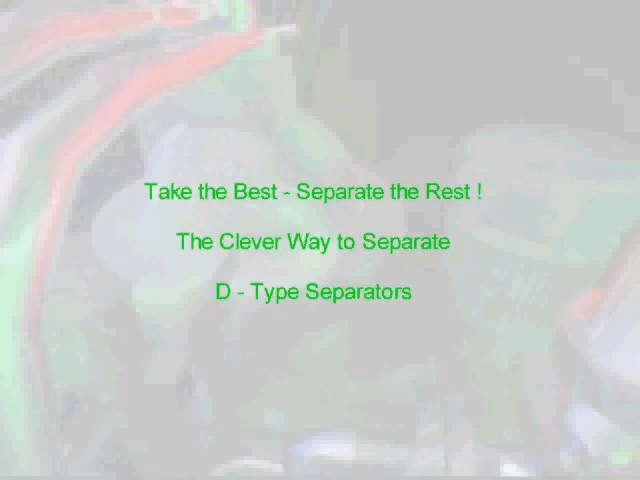 Take the Best - Separate the Rest !
The Clever Way to Separate
D - Type Separators